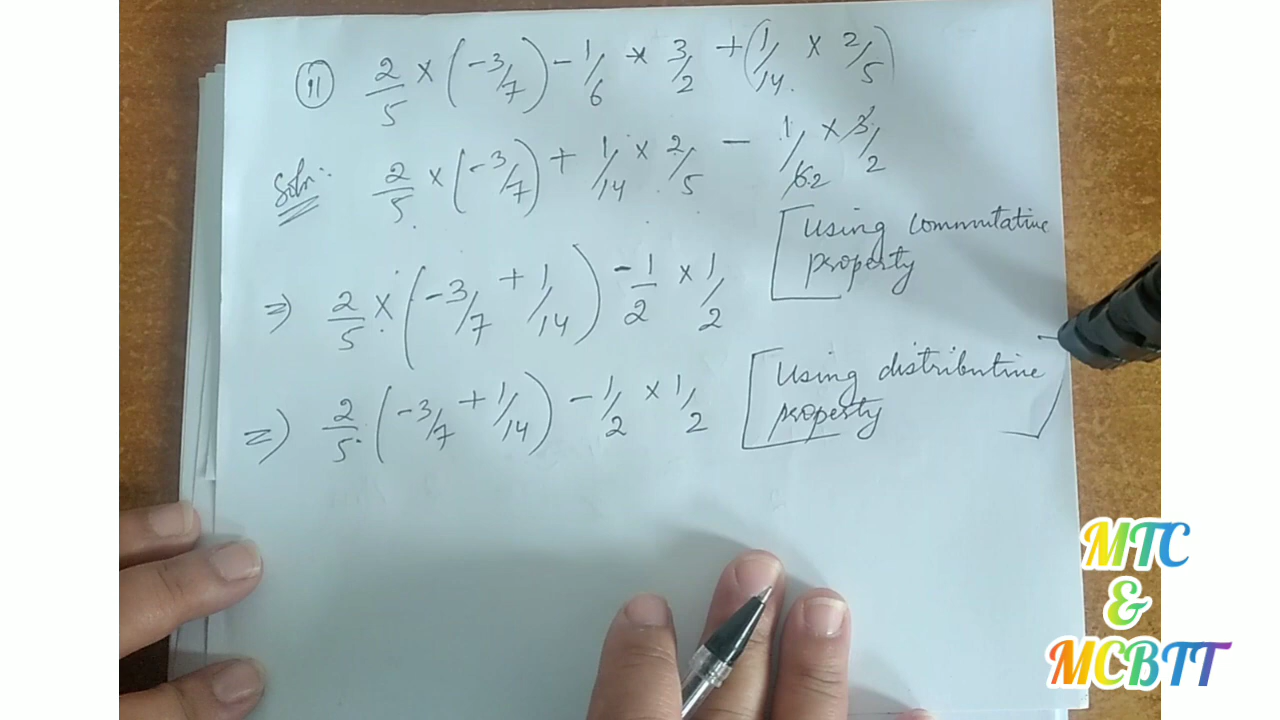 (ii) 2/5 × (-3/7) - 1/6 × 3/2 + (1/14 × 2/5)
Soln:- 2/5 × (-3/7) + 1/14 × 2/5 - 1/6.2 × 3/2
[Using commutative
property
⇒) 2/5 × (-3/7 + 1/14) - 1/2 × 1/2
⇒) 2/5 (-3/7 + 1/14) - 1/2 × 1/2
[Using distributive
property]
MTC
&
MCBTT